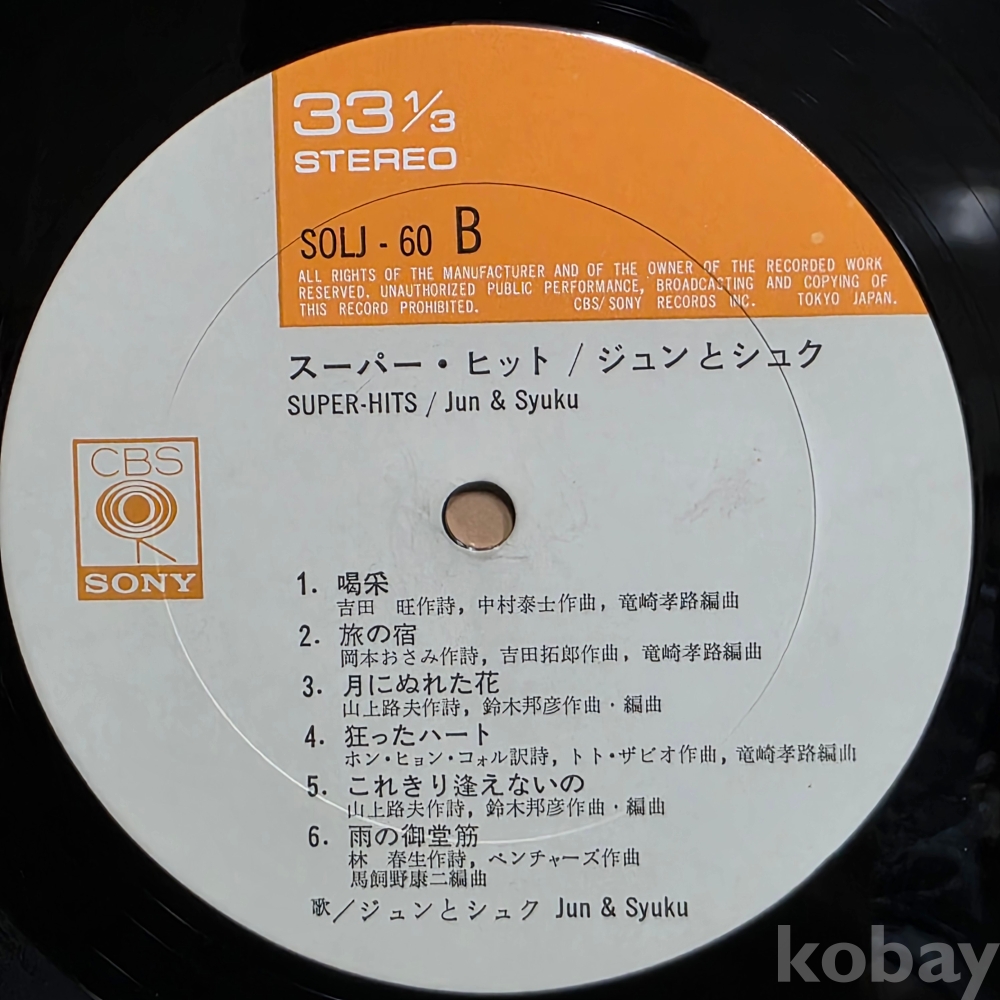 33 1/3
STEREO
SOLJ - 60 B
ALL RIGHTS OF THE MANUFACTURER AND OF THE OWNER OF THE RECORDED WORK
RESERVED. UNAUTHORIZED PUBLIC PERFORMANCE, BROADCASTING AND COPYING OF
THIS RECORD PROHIBITED. CBS/SONY RECORDS INC. TOKYO JAPAN.
スーパー・ヒット / ジュンとシュク
SUPER-HITS / Jun & Syuku
CBS
SONY
1. 喝采
吉田 旺作詩, 中村泰士作曲, 竜崎孝路編曲
2. 旅の宿
岡本おさみ作詩, 吉田拓郎作曲, 竜崎孝路編曲
3. 月にぬれた花
山上路夫作詩, 鈴木邦彦作曲・編曲
4. 狂ったハート
ホン・ヒョン・コォル訳詩, トト・ザビオ作曲, 竜崎孝路編曲
5. これきり逢えないの
山上路夫作詩, 鈴木邦彦作曲・編曲
6. 雨の御堂筋
林 春生作詩, ベンチャーズ作曲
馬飼野康二編曲
歌/ジュンとシュク Jun & Syuku
kobay